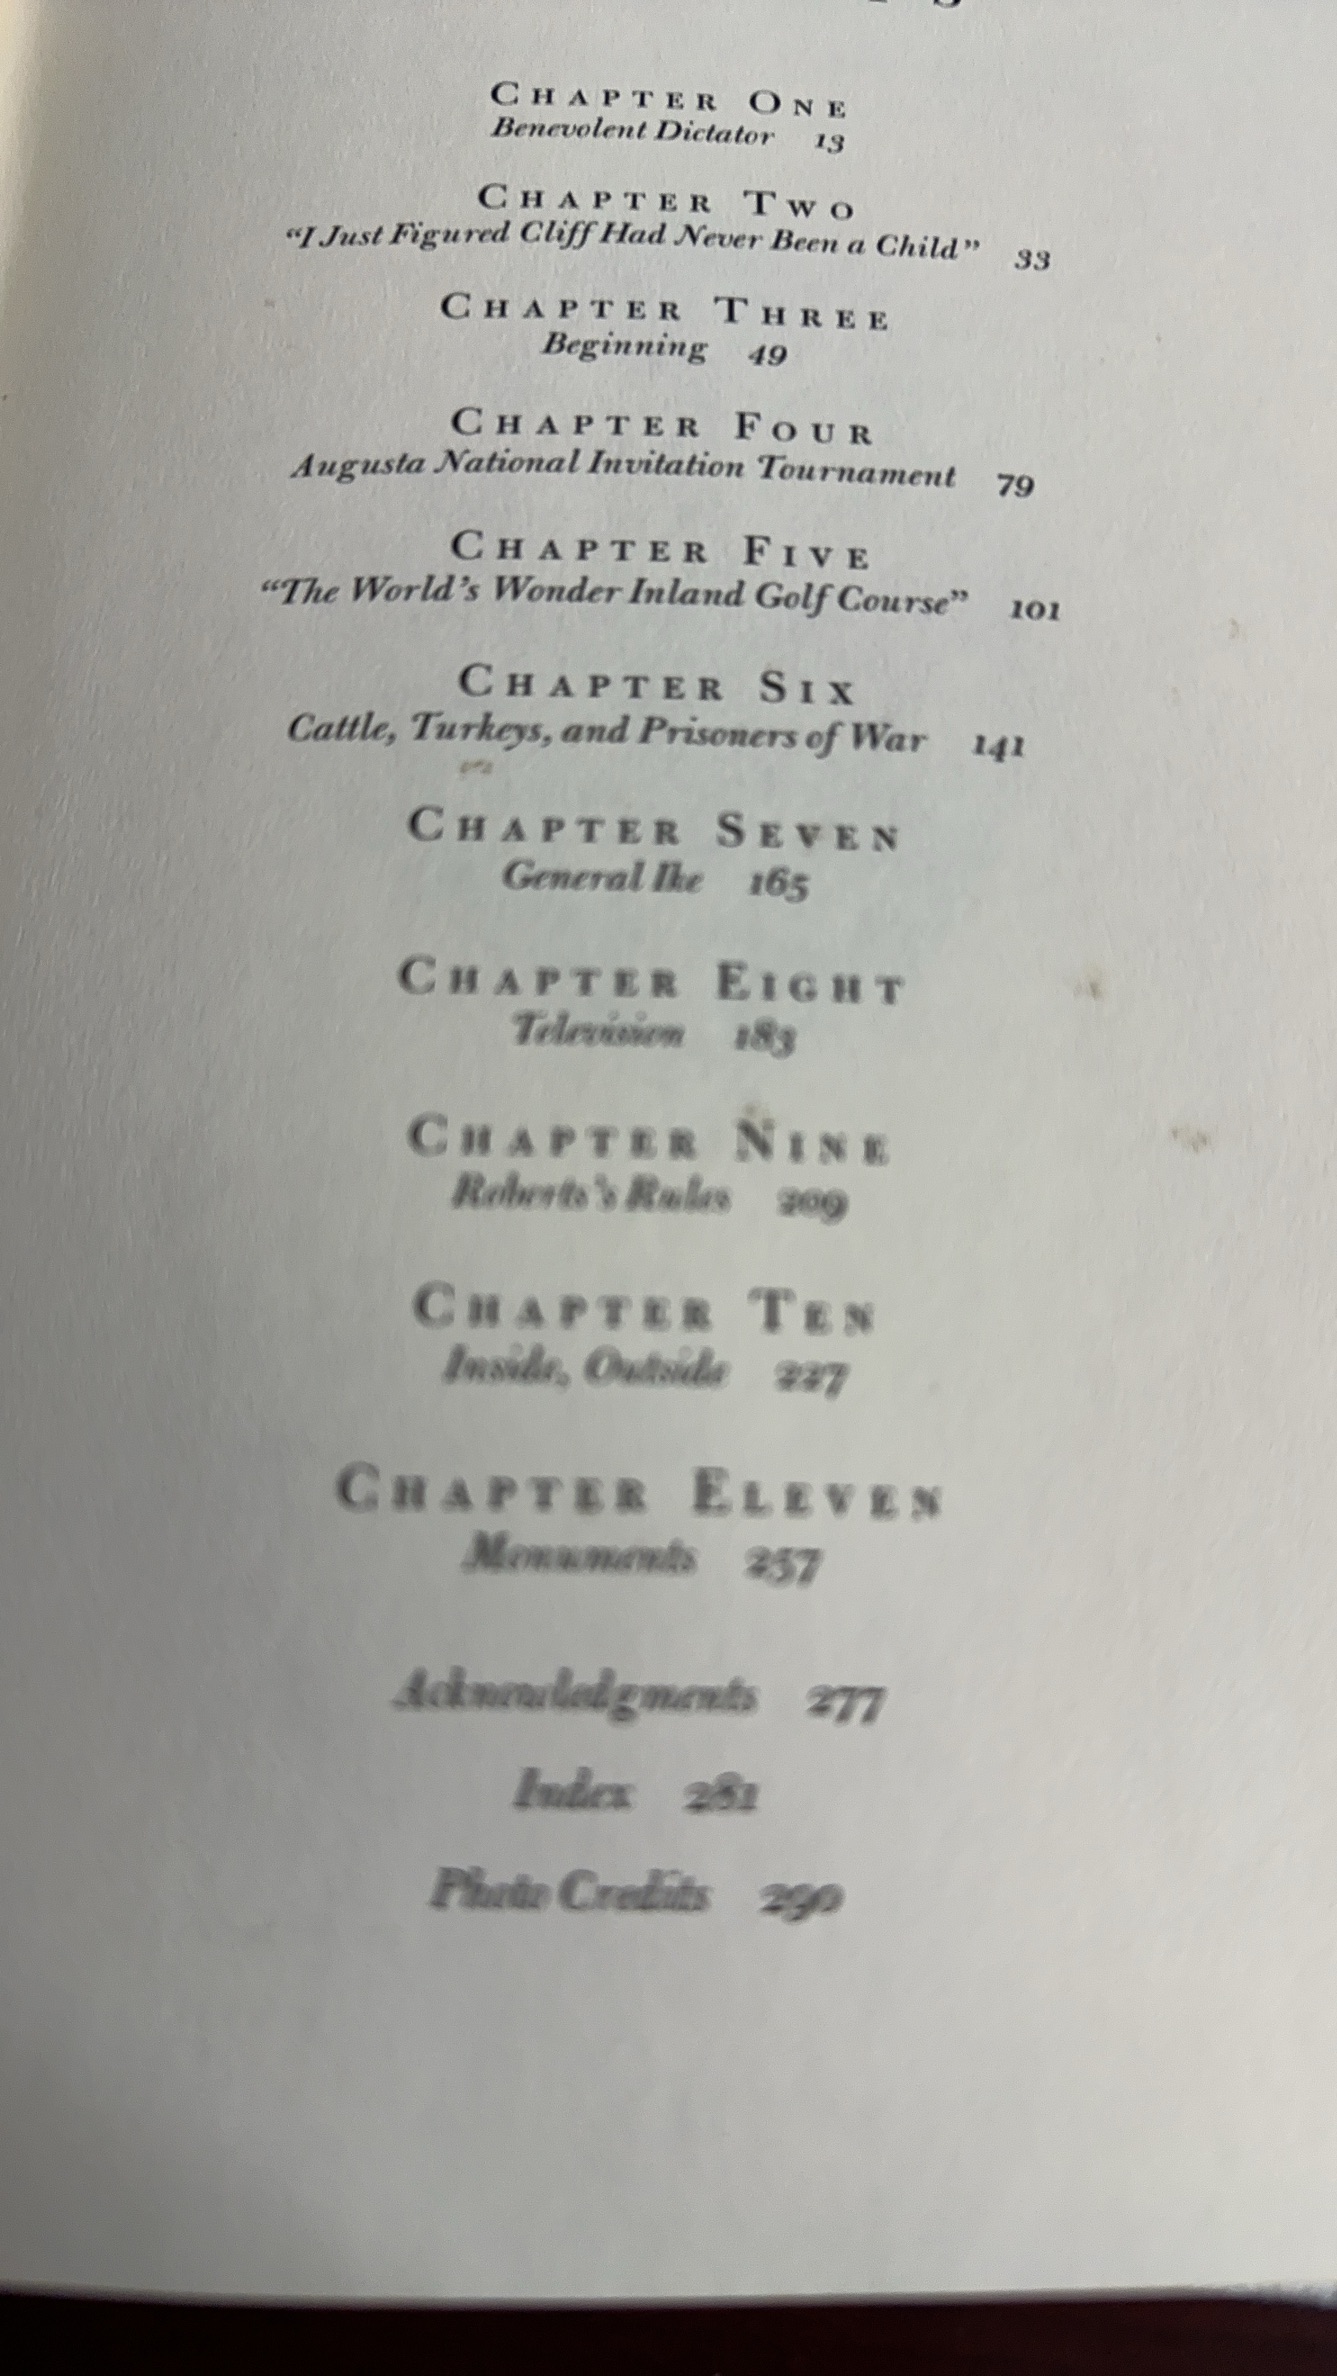 CHAPTER ONE
Benevolent Dictator 13
CHAPTER TWO
“I Just Figured Cliff Had Never Been a Child” 33
CHAPTER THREE
Beginning 49
CHAPTER FOUR
Augusta National Invitation Tournament 79
CHAPTER FIVE
“The World’s Wonder Inland Golf Course” 101
CHAPTER SIX
Cattle, Turkeys, and Prisoners of War 141
CHAPTER SEVEN
General Ike 165
CHAPTER EIGHT
Television 183
CHAPTER NINE
Roberts’s Rules 209
CHAPTER TEN
Inside, Outside 227
CHAPTER ELEVEN
Monuments 257
Acknowledgments 277
Index 281
Photo Credits 290